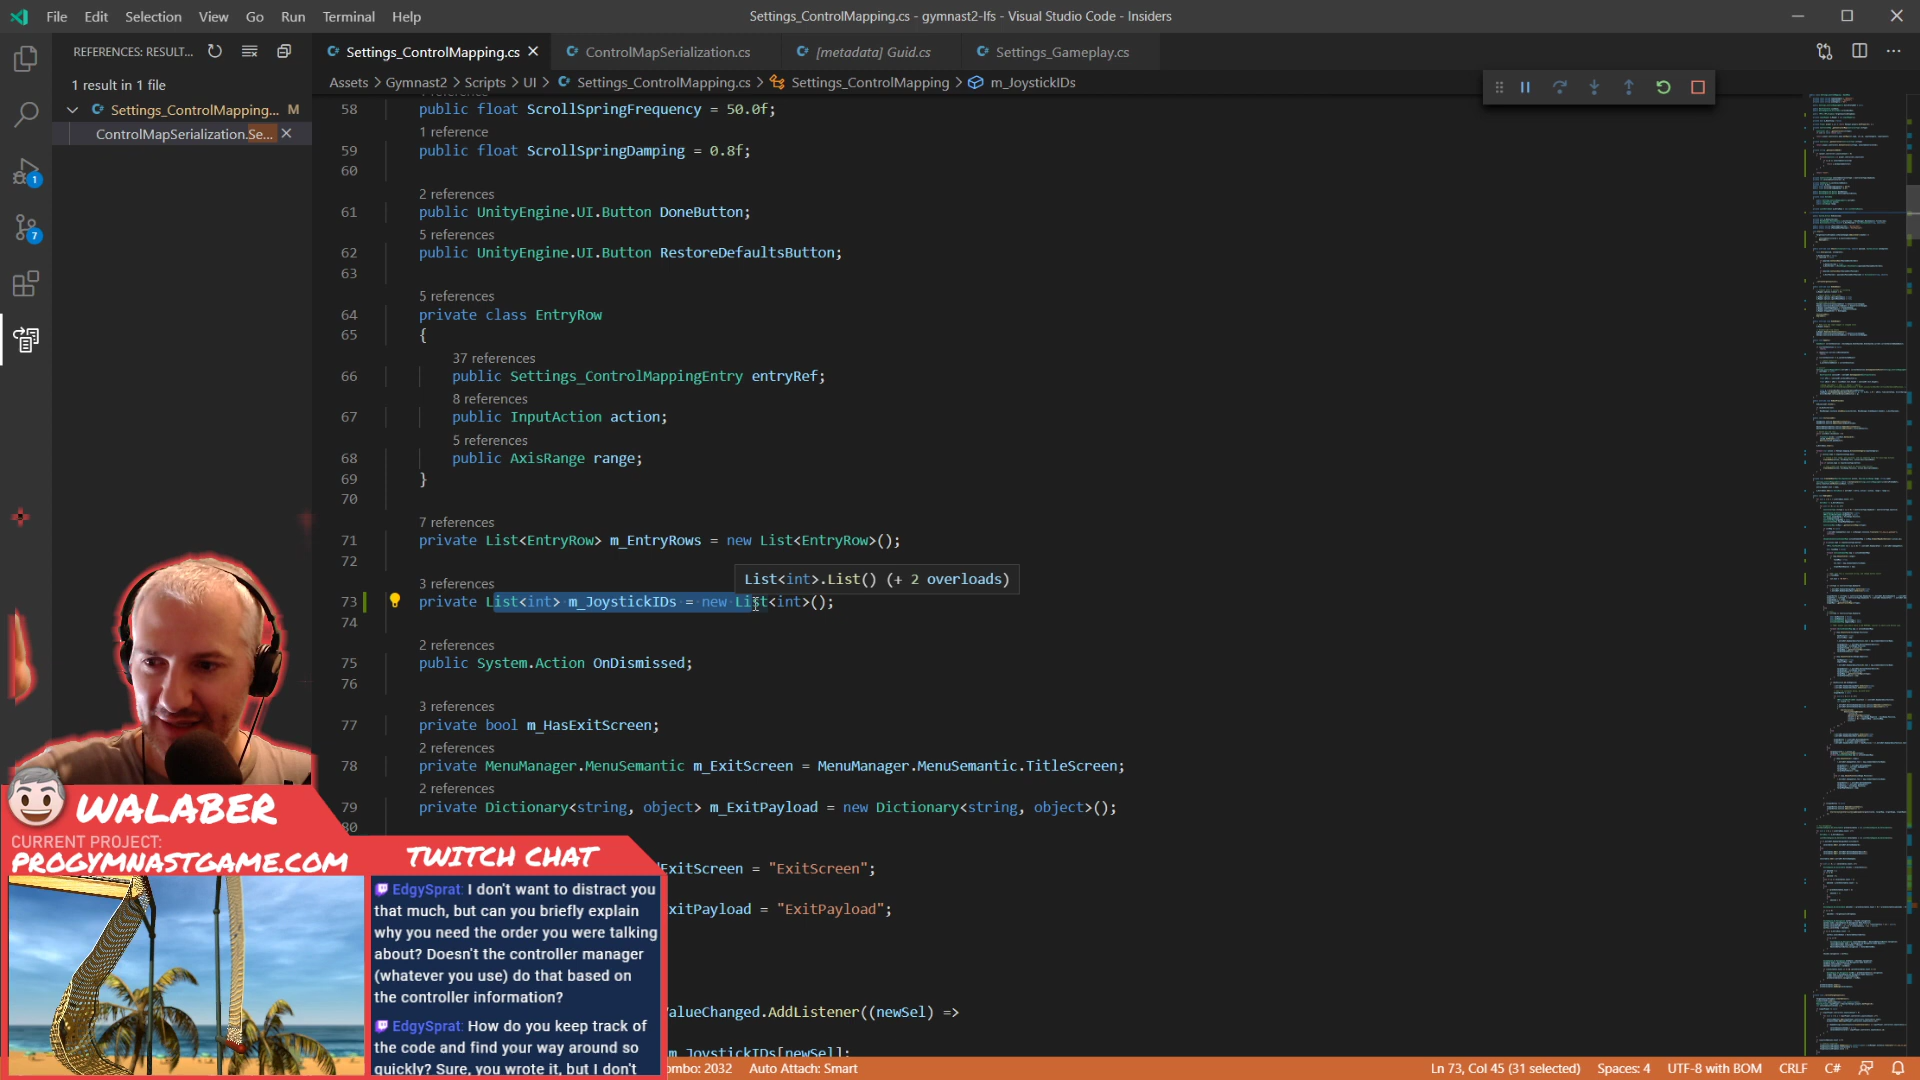 File Edit Selection View Go Run Terminal Help
Settings_ControlMapping.cs - gymnast2-lfs - Visual Studio Code - Insiders
REFERENCES: RESULT...
Settings_ControlMapping.cs
ControlMapSerialization.cs
[metadata] Guid.cs
Settings_Gameplay.cs
1 result in 1 file
Settings_ControlMapping... M
ControlMapSerialization.Se...
Assets > Gymnast2 > Scripts > UI > Settings_ControlMapping.cs > Settings_ControlMapping > m_JoystickIDs
1
7
58 public float ScrollSpringFrequency = 50.0f;
1 reference
59 public float ScrollSpringDamping = 0.8f;
60
2 references
61 public UnityEngine.UI.Button DoneButton;
5 references
62 public UnityEngine.UI.Button RestoreDefaultsButton;
63
5 references
64 private class EntryRow
65 {
37 references
66 public Settings_ControlMappingEntry entryRef;
8 references
67 public InputAction action;
5 references
68 public AxisRange range;
69 }
70
7 references
71 private List<EntryRow> m_EntryRows = new List<EntryRow>();
72
3 references
List<int>.List() (+ 2 overloads)
73 private List<int> m_JoystickIDs = new List<int>();
74
2 references
75 public System.Action OnDismissed;
76
3 references
77 private bool m_HasExitScreen;
2 references
78 private MenuManager.MenuSemantic m_ExitScreen = MenuManager.MenuSemantic.TitleScreen;
2 references
79 private Dictionary<string, object> m_ExitPayload = new Dictionary<string, object>();
80
ExitScreen = "ExitScreen";
xitPayload = "ExitPayload";
alueChanged.AddListener((newSel) =>
m_JoystickIDs[newSel];
WALABER
CURRENT PROJECT:
PROGYMNASTGAME.COM
TWITCH CHAT
EdgySprat: I don't want to distract you
that much, but can you briefly explain
why you need the order you were talking
about? Doesn't the controller manager
(whatever you use) do that based on
the controller information?
EdgySprat: How do you keep track of
the code and find your way around so
quickly? Sure, you wrote it, but I don't
ombo: 2032 Auto Attach: Smart
Ln 73, Col 45 (31 selected) Spaces: 4 UTF-8 with BOM CRLF C#